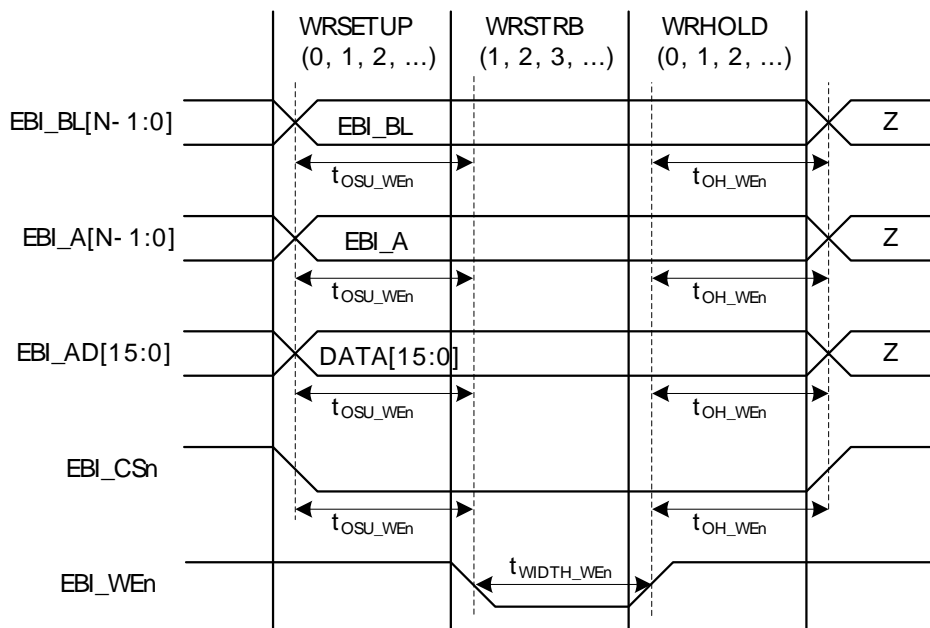 WRSETUP WRSTRB WRHOLD
(0, 1, 2, ...) (1, 2, 3, ...) (0, 1, 2, ...)
EBI_BL[N-1:0] EBI_BL Z
tOSU_WEn tOH_WEn
EBI_A[N-1:0] EBI_A Z
tOSU_WEn tOH_WEn
EBI_AD[15:0] DATA[15:0] Z
tOSU_WEn tOH_WEn
EBI_CSn
tOSU_WEn tOH_WEn
EBI_WEn tWIDTH_WEn